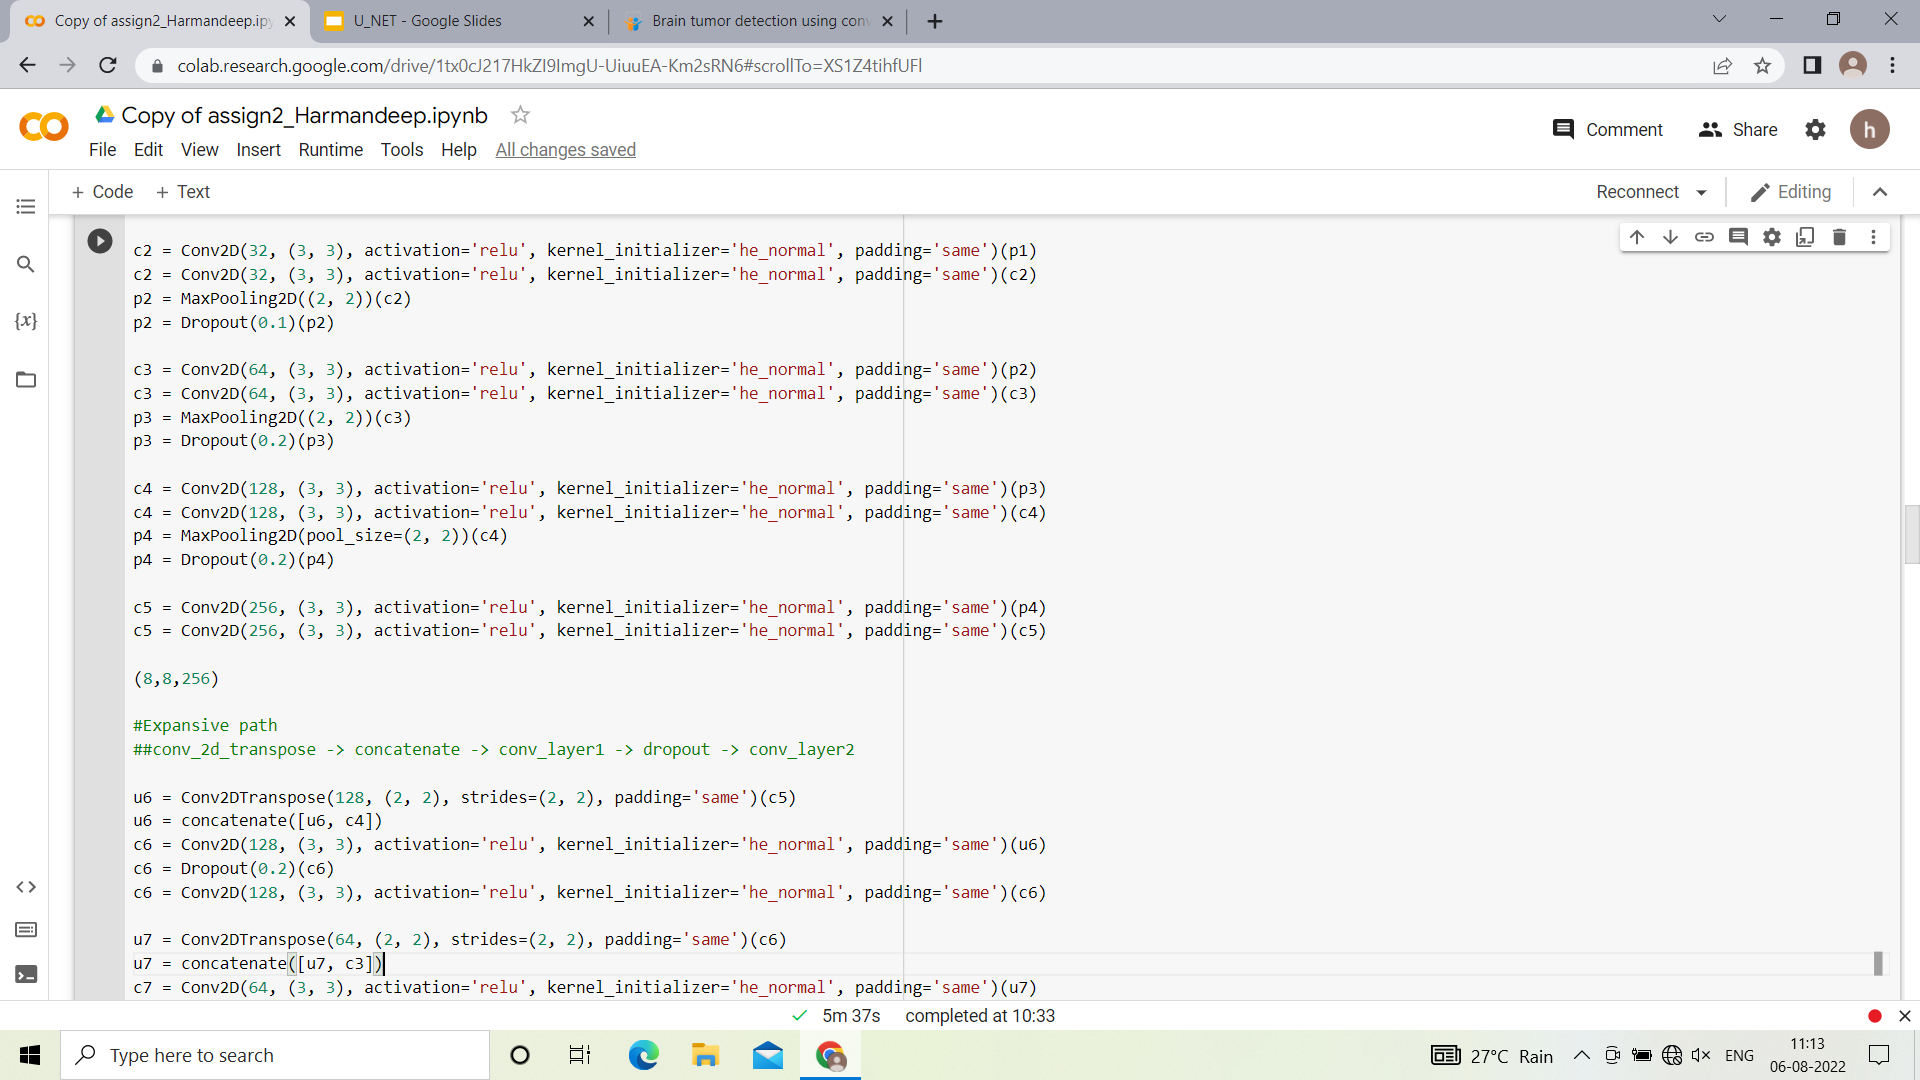 Copy of assign2_Harmandeep.ipy
U_NET - Google Slides
Brain tumor detection using con
colab.research.google.com/drive/1tx0cJ217HkZI9ImgU-UiuuEA-Km2sRN6#scrollTo=XS1Z4tihfUFl
Copy of assign2_Harmandeep.ipynb
Comment
Share
h
File Edit View Insert Runtime Tools Help All changes saved
+ Code + Text
Reconnect
Editing
{x}
c2 = Conv2D(32, (3, 3), activation='relu', kernel_initializer='he_normal', padding='same')(p1)
c2 = Conv2D(32, (3, 3), activation='relu', kernel_initializer='he_normal', padding='same')(c2)
p2 = MaxPooling2D((2, 2))(c2)
p2 = Dropout(0.1)(p2)
c3 = Conv2D(64, (3, 3), activation='relu', kernel_initializer='he_normal', padding='same')(p2)
c3 = Conv2D(64, (3, 3), activation='relu', kernel_initializer='he_normal', padding='same')(c3)
p3 = MaxPooling2D((2, 2))(c3)
p3 = Dropout(0.2)(p3)
c4 = Conv2D(128, (3, 3), activation='relu', kernel_initializer='he_normal', padding='same')(p3)
c4 = Conv2D(128, (3, 3), activation='relu', kernel_initializer='he_normal', padding='same')(c4)
p4 = MaxPooling2D(pool_size=(2, 2))(c4)
p4 = Dropout(0.2)(p4)
c5 = Conv2D(256, (3, 3), activation='relu', kernel_initializer='he_normal', padding='same')(p4)
c5 = Conv2D(256, (3, 3), activation='relu', kernel_initializer='he_normal', padding='same')(c5)
(8,8,256)
#Expansive path
##conv_2d_transpose -> concatenate -> conv_layer1 -> dropout -> conv_layer2
u6 = Conv2DTranspose(128, (2, 2), strides=(2, 2), padding='same')(c5)
u6 = concatenate([u6, c4])
c6 = Conv2D(128, (3, 3), activation='relu', kernel_initializer='he_normal', padding='same')(u6)
c6 = Dropout(0.2)(c6)
c6 = Conv2D(128, (3, 3), activation='relu', kernel_initializer='he_normal', padding='same')(c6)
u7 = Conv2DTranspose(64, (2, 2), strides=(2, 2), padding='same')(c6)
u7 = concatenate([u7, c3])
c7 = Conv2D(64, (3, 3), activation='relu', kernel_initializer='he_normal', padding='same')(u7)
5m 37s completed at 10:33
Type here to search
27°C Rain
ENG
11:13
06-08-2022